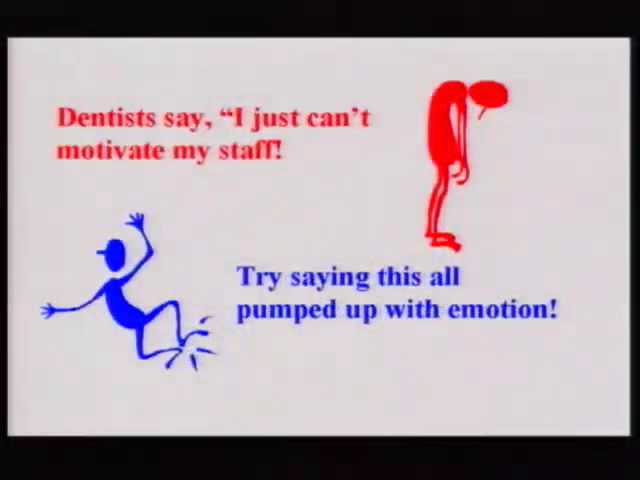 Dentists say, “I just can’t
motivate my staff!
Try saying this all
pumped up with emotion!